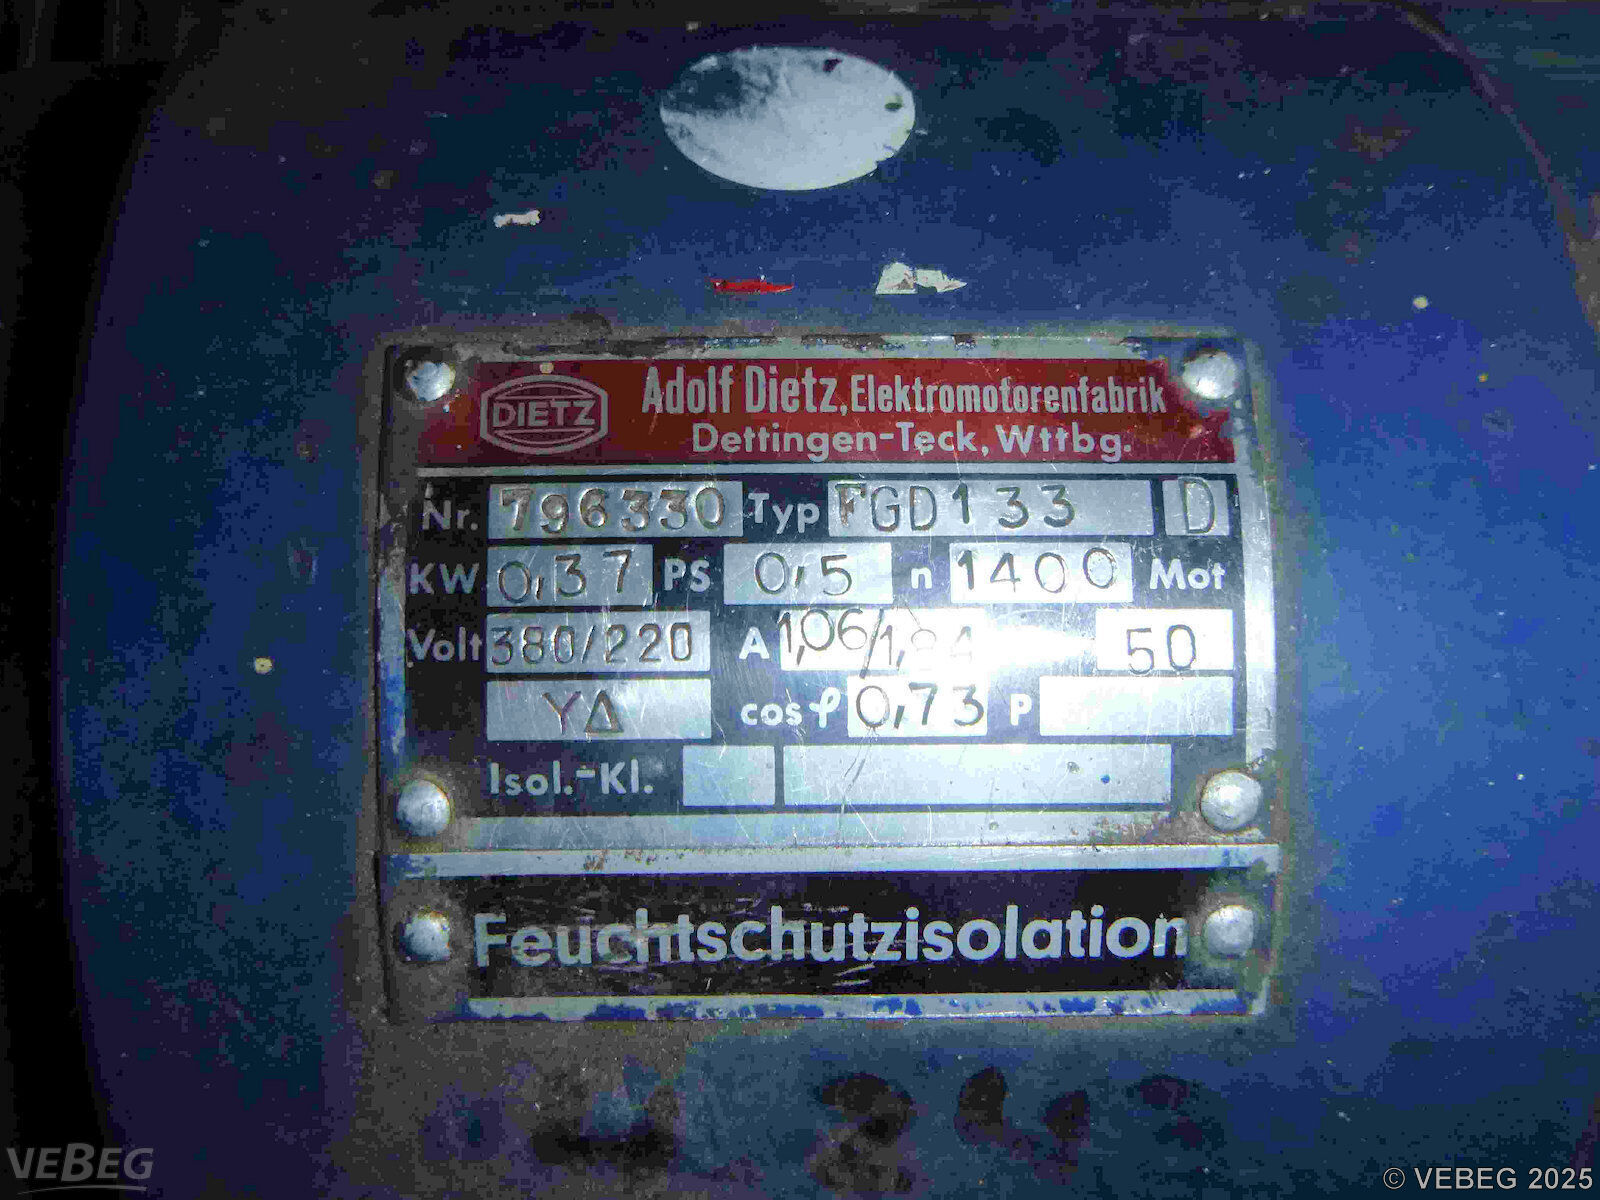 DIETZ
Adolf Dietz, Elektromotorenfabrik
Dettingen-Teck, Wttbg.
Nr. 796330 Typ FGD133 D
KW 0,37 PS 0,5 n 1400 Mot
Volt 380/220 A 1,06/1,84 50
YΔ cos φ 0,73 P
Isol.-Kl.
Feuchtschutzisolation
VEBEG
© VEBEG 2025